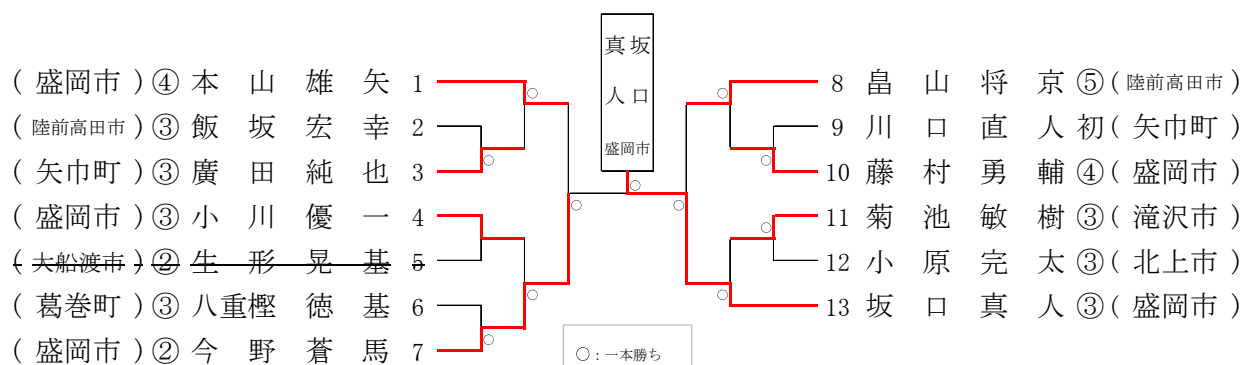 坂口真人
盛岡市
(盛岡市)④本山雄矢 1
(陸前高田市)③飯坂宏幸 2
(矢巾町)③廣田純也 3
(盛岡市)③小川優一 4
(大船渡市)②生形晃基 5
(葛巻町)③八重樫徳基 6
(盛岡市)②今野蒼馬 7
8 畠山将京⑤(陸前高田市)
9 川口直人初(矢巾町)
10 藤村勇輔④(盛岡市)
11 菊池敏樹③(滝沢市)
12 小原完太③(北上市)
13 坂口真人③(盛岡市)
○:一本勝ち